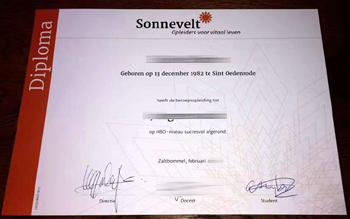 Diploma
Sonnevelt
Opleiders voor vitaal leven
Geboren op 13 december 1982 te Sint Oedenrode
heeft de beroepsopleiding tot
op HBO-niveau succesvol afgerond.
Zaltbommel, februari
Directie
Docent
Student